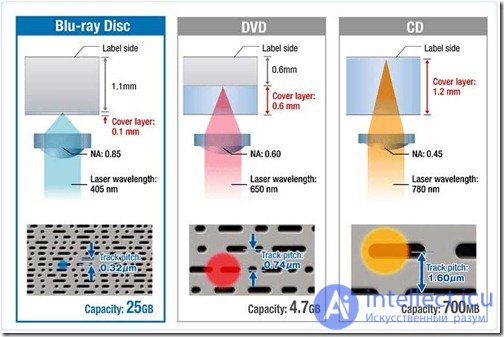 Blu-ray Disc
Label side
1.1mm
Cover layer:
0.1 mm
NA: 0.85
Laser wavelength:
405 nm
Track pitch:
0.32µm
Capacity: 25GB
DVD
Label side
0.6mm
Cover layer:
0.6 mm
NA: 0.60
Laser wavelength:
650 nm
Track pitch:
0.74µm
Capacity: 4.7GB
CD
Label side
Cover layer:
1.2 mm
NA: 0.45
Laser wavelength:
780 nm
Track pitch:
1.60µm
Capacity: 700MB
Ai
intellect.icu
Искусственный разум